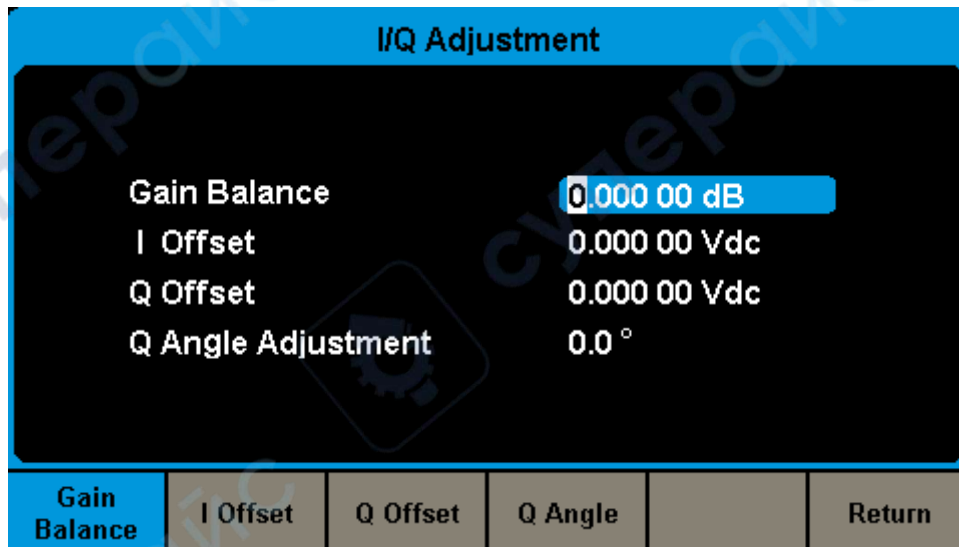 I/Q Adjustment
Gain Balance 0.000 00 dB
I Offset 0.000 00 Vdc
Q Offset 0.000 00 Vdc
Q Angle Adjustment 0.0 °
Gain Balance
I Offset
Q Offset
Q Angle
Return
суперайс